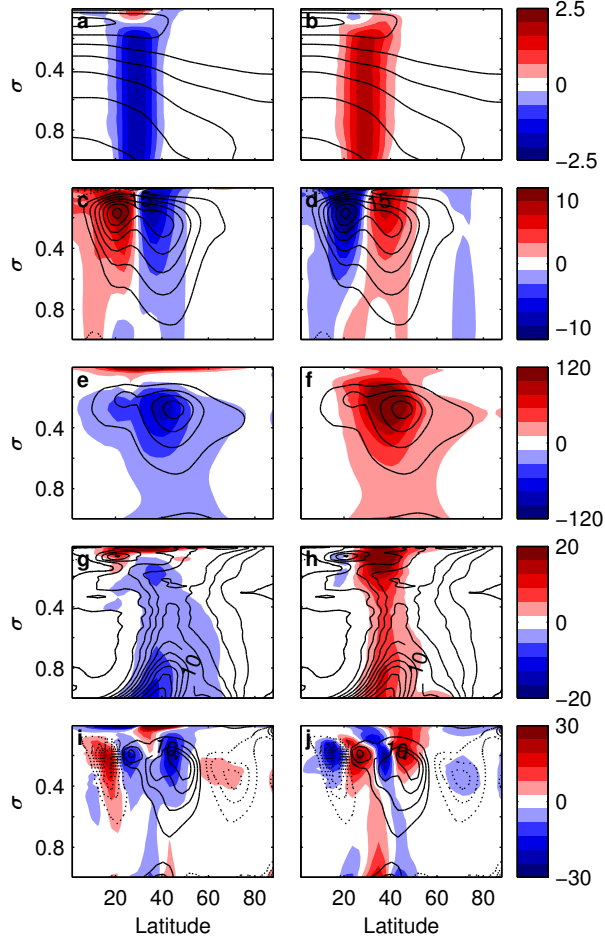 a b 2.5
σ 0.4 0
0.8 −2.5
c 15 d 15 10
σ 0.4 0
0.8 −10
e f 120
σ 0.4 0
0.8 −120
g h 20
σ 0.4 0
0.8 10 10 −20
i 10 j 10 30
σ 0.4 0
0.8 −30
20 40 60 80 20 40 60 80
Latitude Latitude